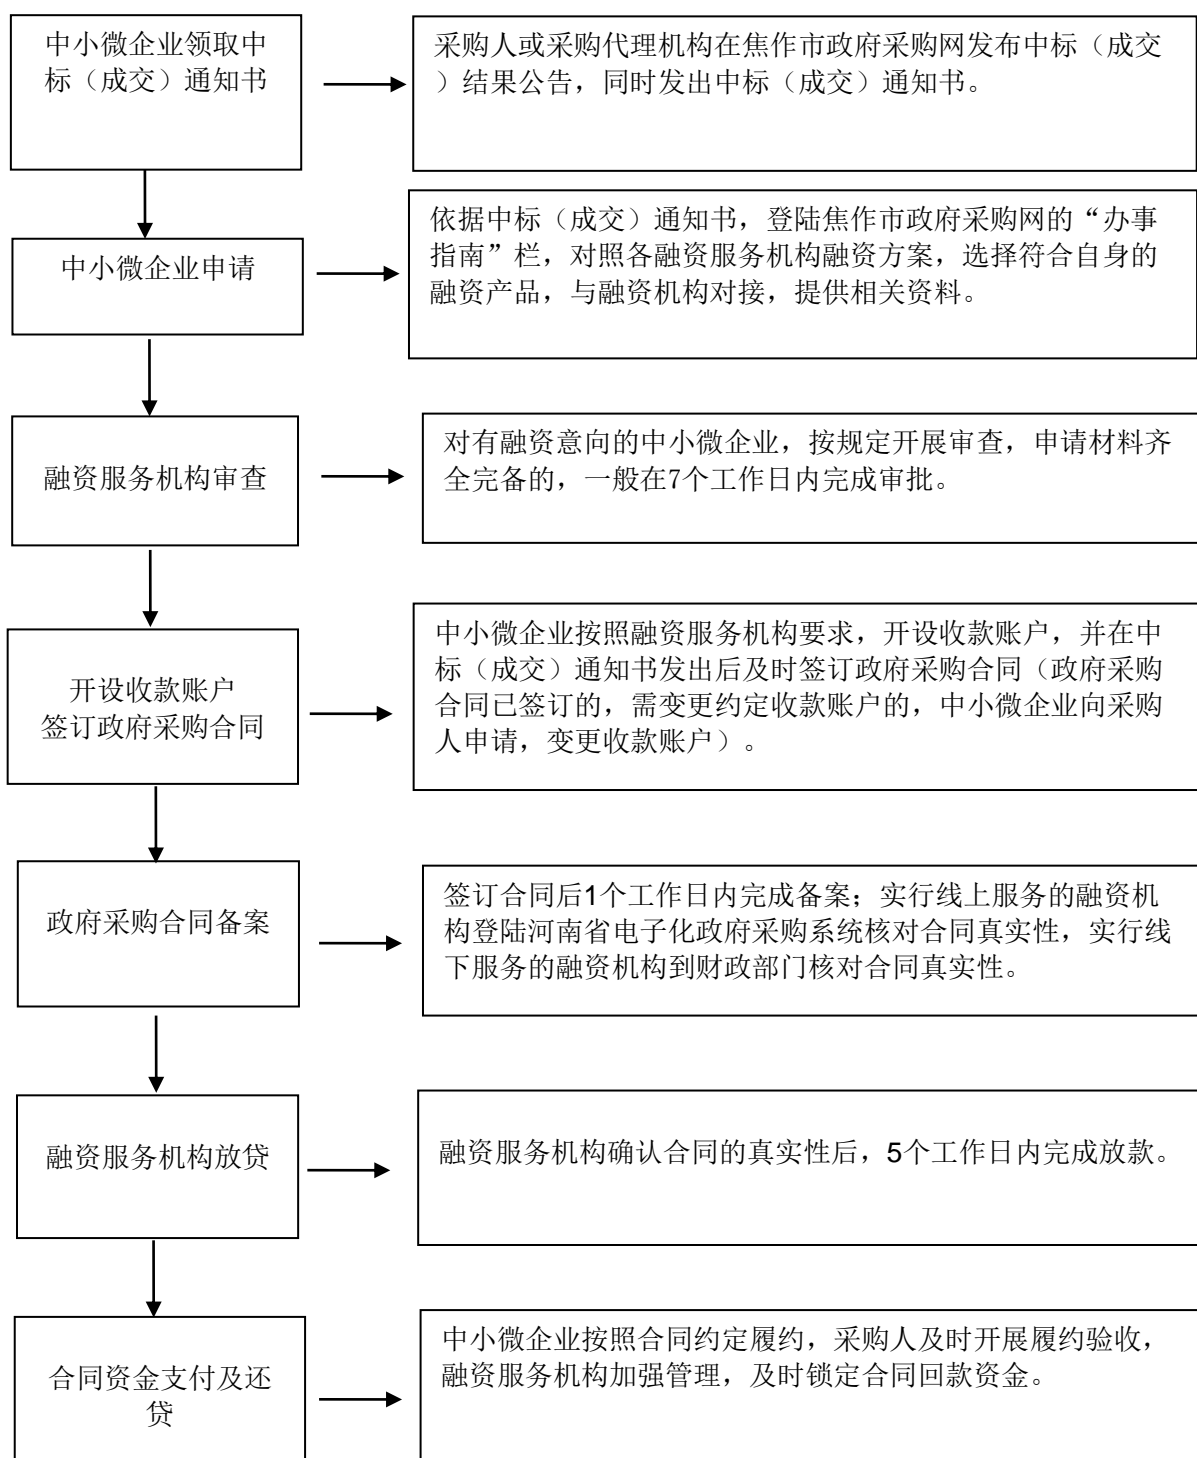 中小微企业领取中
标（成交）通知书
采购人或采购代理机构在焦作市政府采购网发布中标（成交
）结果公告，同时发出中标（成交）通知书。
中小微企业申请
依据中标（成交）通知书，登陆焦作市政府采购网的“办事
指南”栏，对照各融资服务机构融资方案，选择符合自身的
融资产品，与融资机构对接，提供相关资料。
融资服务机构审查
对有融资意向的中小微企业，按规定开展审查，申请材料齐
全完备的，一般在7个工作日内完成审批。
开设收款账户
签订政府采购合同
中小微企业按照融资服务机构要求，开设收款账户，并在中
标（成交）通知书发出后及时签订政府采购合同（政府采购
合同已签订的，需变更约定收款账户的，中小微企业向采购
人申请，变更收款账户）。
政府采购合同备案
签订合同后1个工作日内完成备案；实行线上服务的融资机
构登陆河南省电子化政府采购系统核对合同真实性，实行线
下服务的融资机构到财政部门核对合同真实性。
融资服务机构放贷
融资服务机构确认合同的真实性后，5个工作日内完成放款。
合同资金支付及还
贷
中小微企业按照合同约定履约，采购人及时开展履约验收，
融资服务机构加强管理，及时锁定合同回款资金。